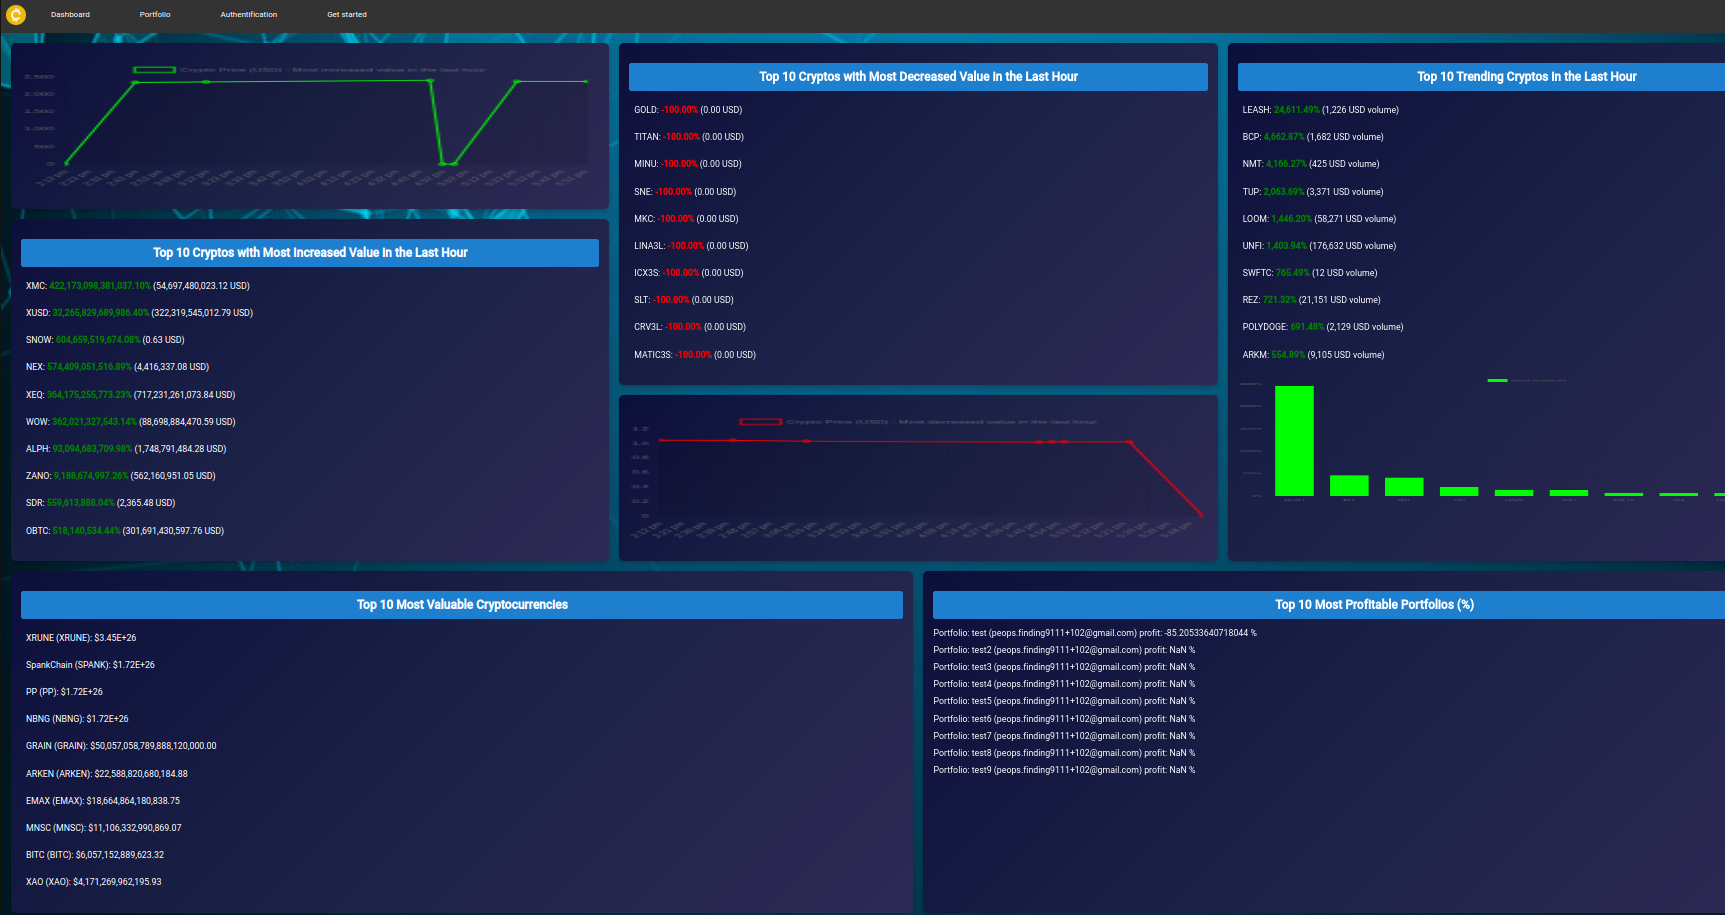 Dashboard
Portfolio
Authentification
Get started
Crypto Price (USD) - Most increased value in the last hour
2,500
2,000
1,500
1,000
500
0
Top 10 Cryptos with Most Increased Value In the Last Hour
XMC: 422,173,098,381,037.10% (54,697,480,023.12 USD)
XUSD: 32,265,829,689,986.40% (322,319,545,012.79 USD)
SNOW: 604,659,519,674.08% (0.63 USD)
NEX: 574,409,051,516.89% (4,416,337.08 USD)
XEQ: 364,175,255,773.23% (717,231,261,073.84 USD)
WOW: 362,021,327,543.14% (88,698,884,470.59 USD)
ALPH: 93,094,683,709.98% (1,748,791,484.28 USD)
ZANO: 9,188,674,997.26% (562,160,951.05 USD)
SDR: 559,613,888.04% (2,365.48 USD)
OBTC: 518,140,534.44% (301,691,430,597.76 USD)
Top 10 Cryptos with Most Decreased Value In the Last Hour
GOLD: -100.00% (0.00 USD)
TITAN: -100.00% (0.00 USD)
MINU: -100.00% (0.00 USD)
SNE: -100.00% (0.00 USD)
MKC: -100.00% (0.00 USD)
LINA3L: -100.00% (0.00 USD)
ICX3S: -100.00% (0.00 USD)
SLT: -100.00% (0.00 USD)
CRV3L: -100.00% (0.00 USD)
MATIC3S: -100.00% (0.00 USD)
Crypto Price (USD) - Most decreased value in the last hour
1.2
1.0
0.8
0.6
0.4
0.2
0
Top 10 Trending Cryptos In the Last Hour
LEASH: 24,611.49% (1,226 USD volume)
BCP: 4,662.87% (1,682 USD volume)
NMT: 4,166.27% (425 USD volume)
TUP: 2,063.69% (3,371 USD volume)
LOOM: 1,446.20% (58,271 USD volume)
UNFI: 1,403.94% (176,632 USD volume)
SWFTC: 765.49% (12 USD volume)
REZ: 721.32% (21,151 USD volume)
POLYDOGE: 691.48% (2,129 USD volume)
ARKM: 554.89% (9,105 USD volume)
Top 10 Most Valuable Cryptocurrencies
XRUNE (XRUNE): $3.45E+26
SpankChain (SPANK): $1.72E+26
PP (PP): $1.72E+26
NBNG (NBNG): $1.72E+26
GRAIN (GRAIN): $50,057,058,789,888,120,000.00
ARKEN (ARKEN): $22,588,820,680,184.88
EMAX (EMAX): $18,664,864,180,838.75
MNSC (MNSC): $11,106,332,990,869.07
BITC (BITC): $6,057,152,889,623.32
XAO (XAO): $4,171,269,962,195.93
Top 10 Most Profitable Portfolios (%)
Portfolio: test (peops.finding9111+102@gmail.com) profit: -85.20533640718044 %
Portfolio: test2 (peops.finding9111+102@gmail.com) profit: NaN %
Portfolio: test3 (peops.finding9111+102@gmail.com) profit: NaN %
Portfolio: test4 (peops.finding9111+102@gmail.com) profit: NaN %
Portfolio: test5 (peops.finding9111+102@gmail.com) profit: NaN %
Portfolio: test6 (peops.finding9111+102@gmail.com) profit: NaN %
Portfolio: test7 (peops.finding9111+102@gmail.com) profit: NaN %
Portfolio: test8 (peops.finding9111+102@gmail.com) profit: NaN %
Portfolio: test9 (peops.finding9111+102@gmail.com) profit: NaN %